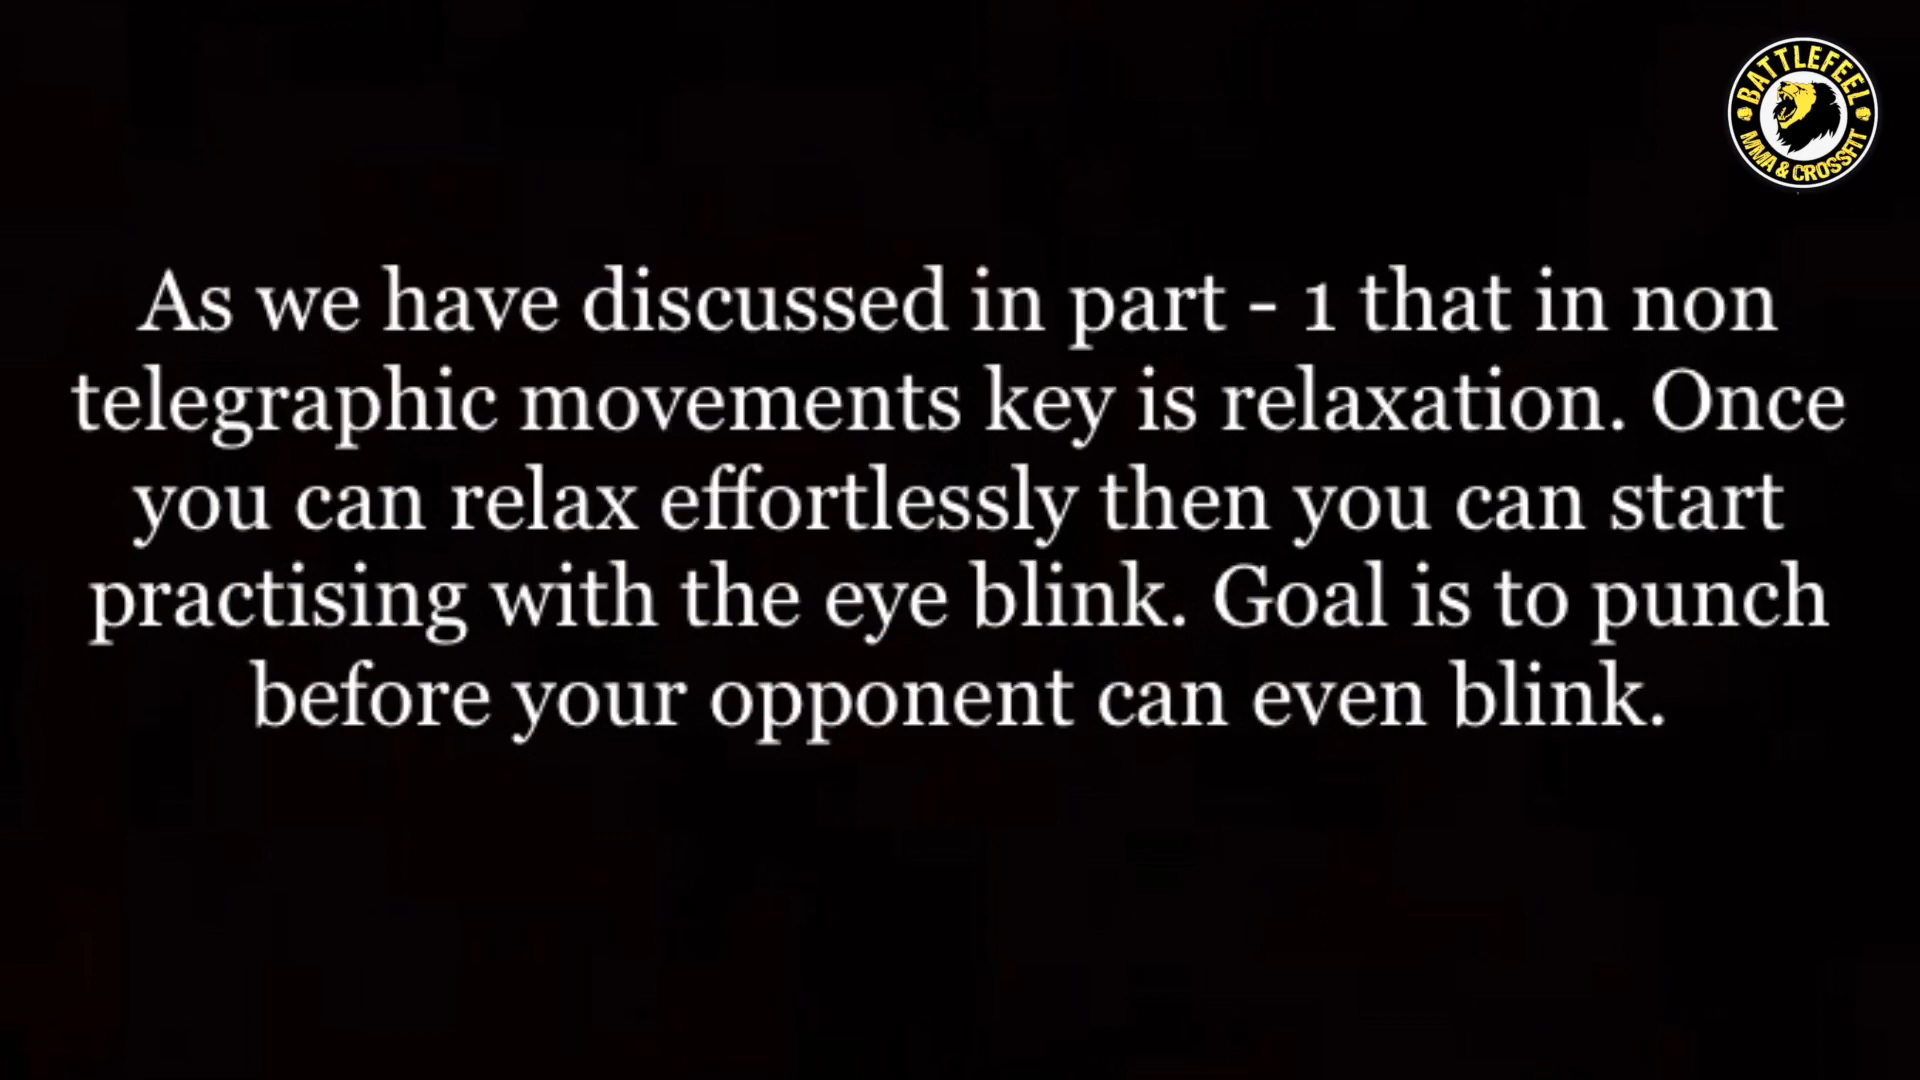 BATTLEFEEL
MMA & CROSSFIT
As we have discussed in part - 1 that in non
telegraphic movements key is relaxation. Once
you can relax effortlessly then you can start
practising with the eye blink. Goal is to punch
before your opponent can even blink.